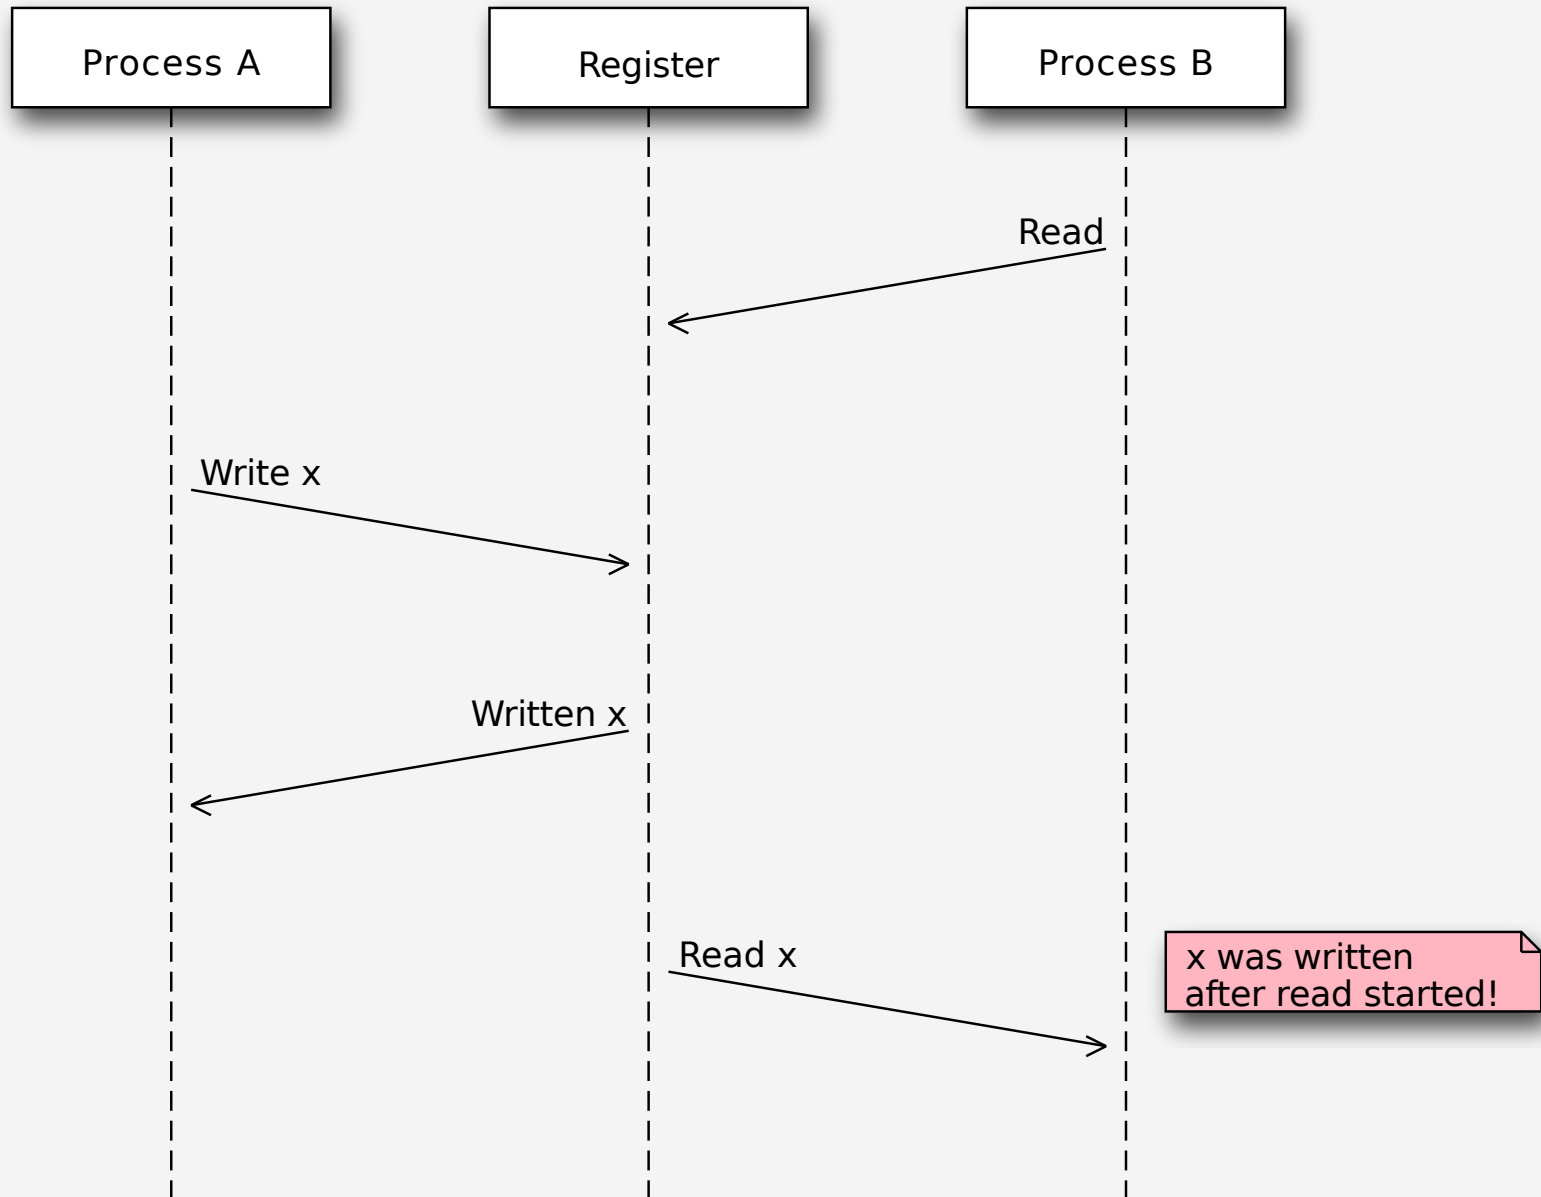 Process A
Register
Process B
Read
Write x
Written x
Read x
x was written
after read started!